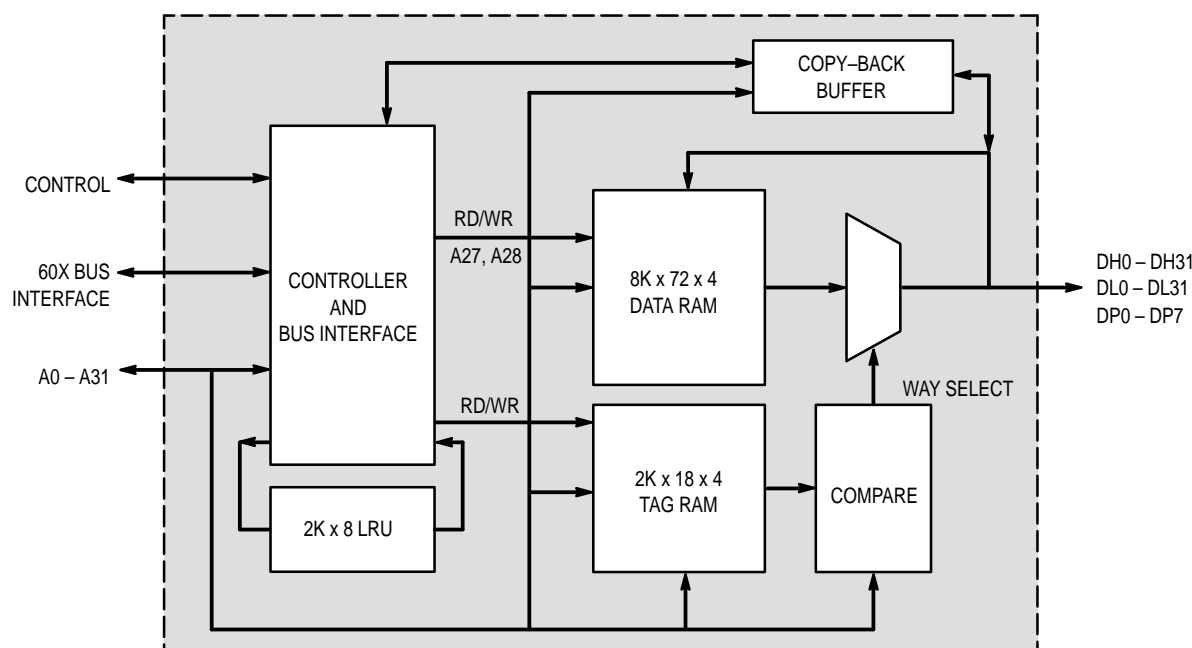 COPY–BACK
BUFFER
CONTROL
60X BUS
INTERFACE
A0 – A31
CONTROLLER
AND
BUS INTERFACE
RD/WR
A27, A28
8K x 72 x 4
DATA RAM
DH0 – DH31
DL0 – DL31
DP0 – DP7
WAY SELECT
RD/WR
2K x 18 x 4
TAG RAM
COMPARE
2K x 8 LRU